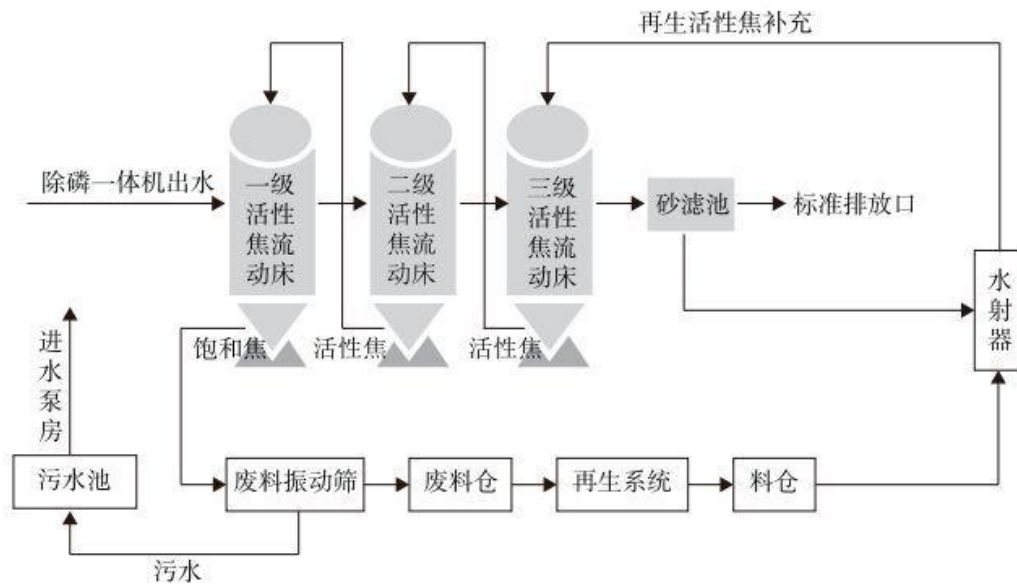 再生活性焦补充
除磷一体机出水
一级
活性
焦流
动床
二级
活性
焦流
动床
三级
活性
焦流
动床
砂滤池
标准排放口
水
射
器
饱和焦
活性焦
活性焦
进
水
泵
房
污水池
废料振动筛
废料仓
再生系统
料仓
污水